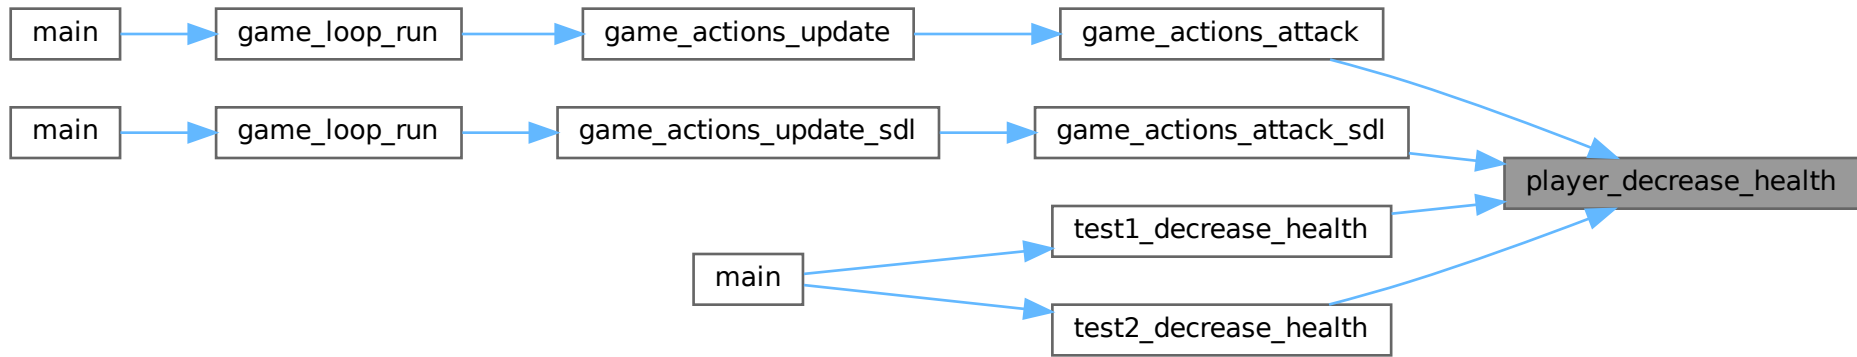 main
game_loop_run
game_actions_update
game_actions_attack
main
game_loop_run
game_actions_update_sdl
game_actions_attack_sdl
player_decrease_health
test1_decrease_health
main
test2_decrease_health